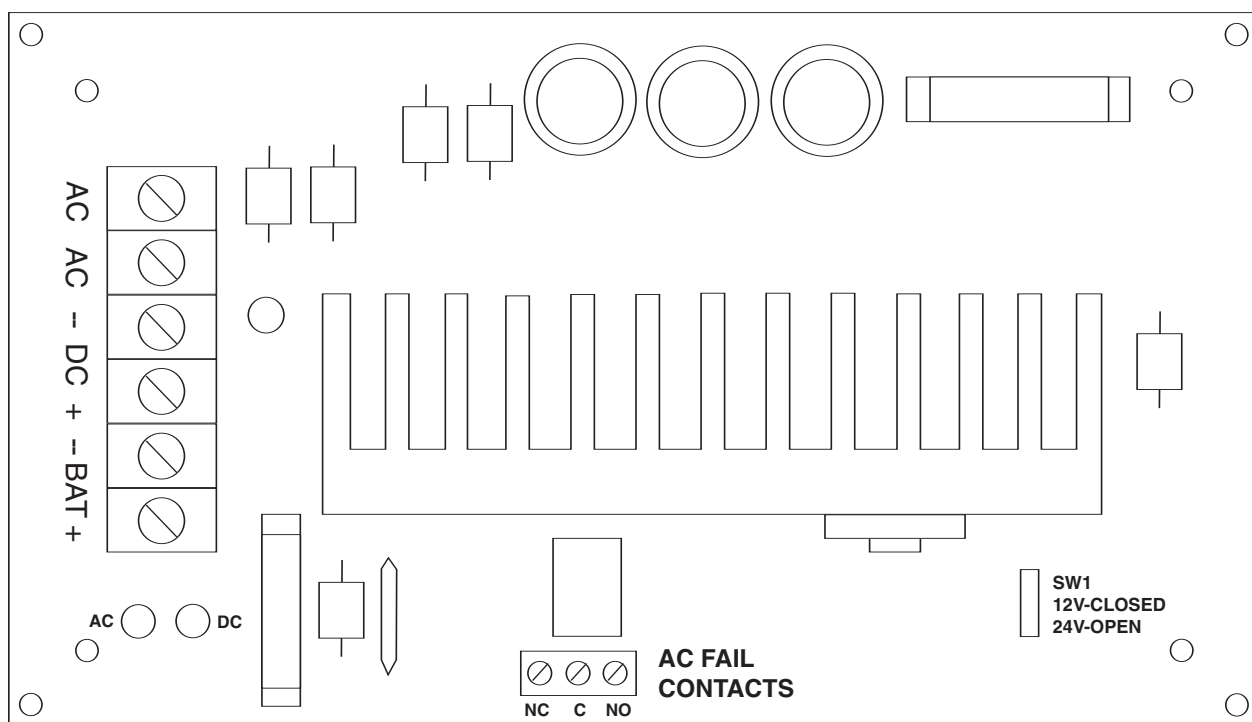 AC
AC
-- DC +
--BAT +
AC
DC
SW1
12V-CLOSED
24V-OPEN
AC FAIL
CONTACTS
NC C NO